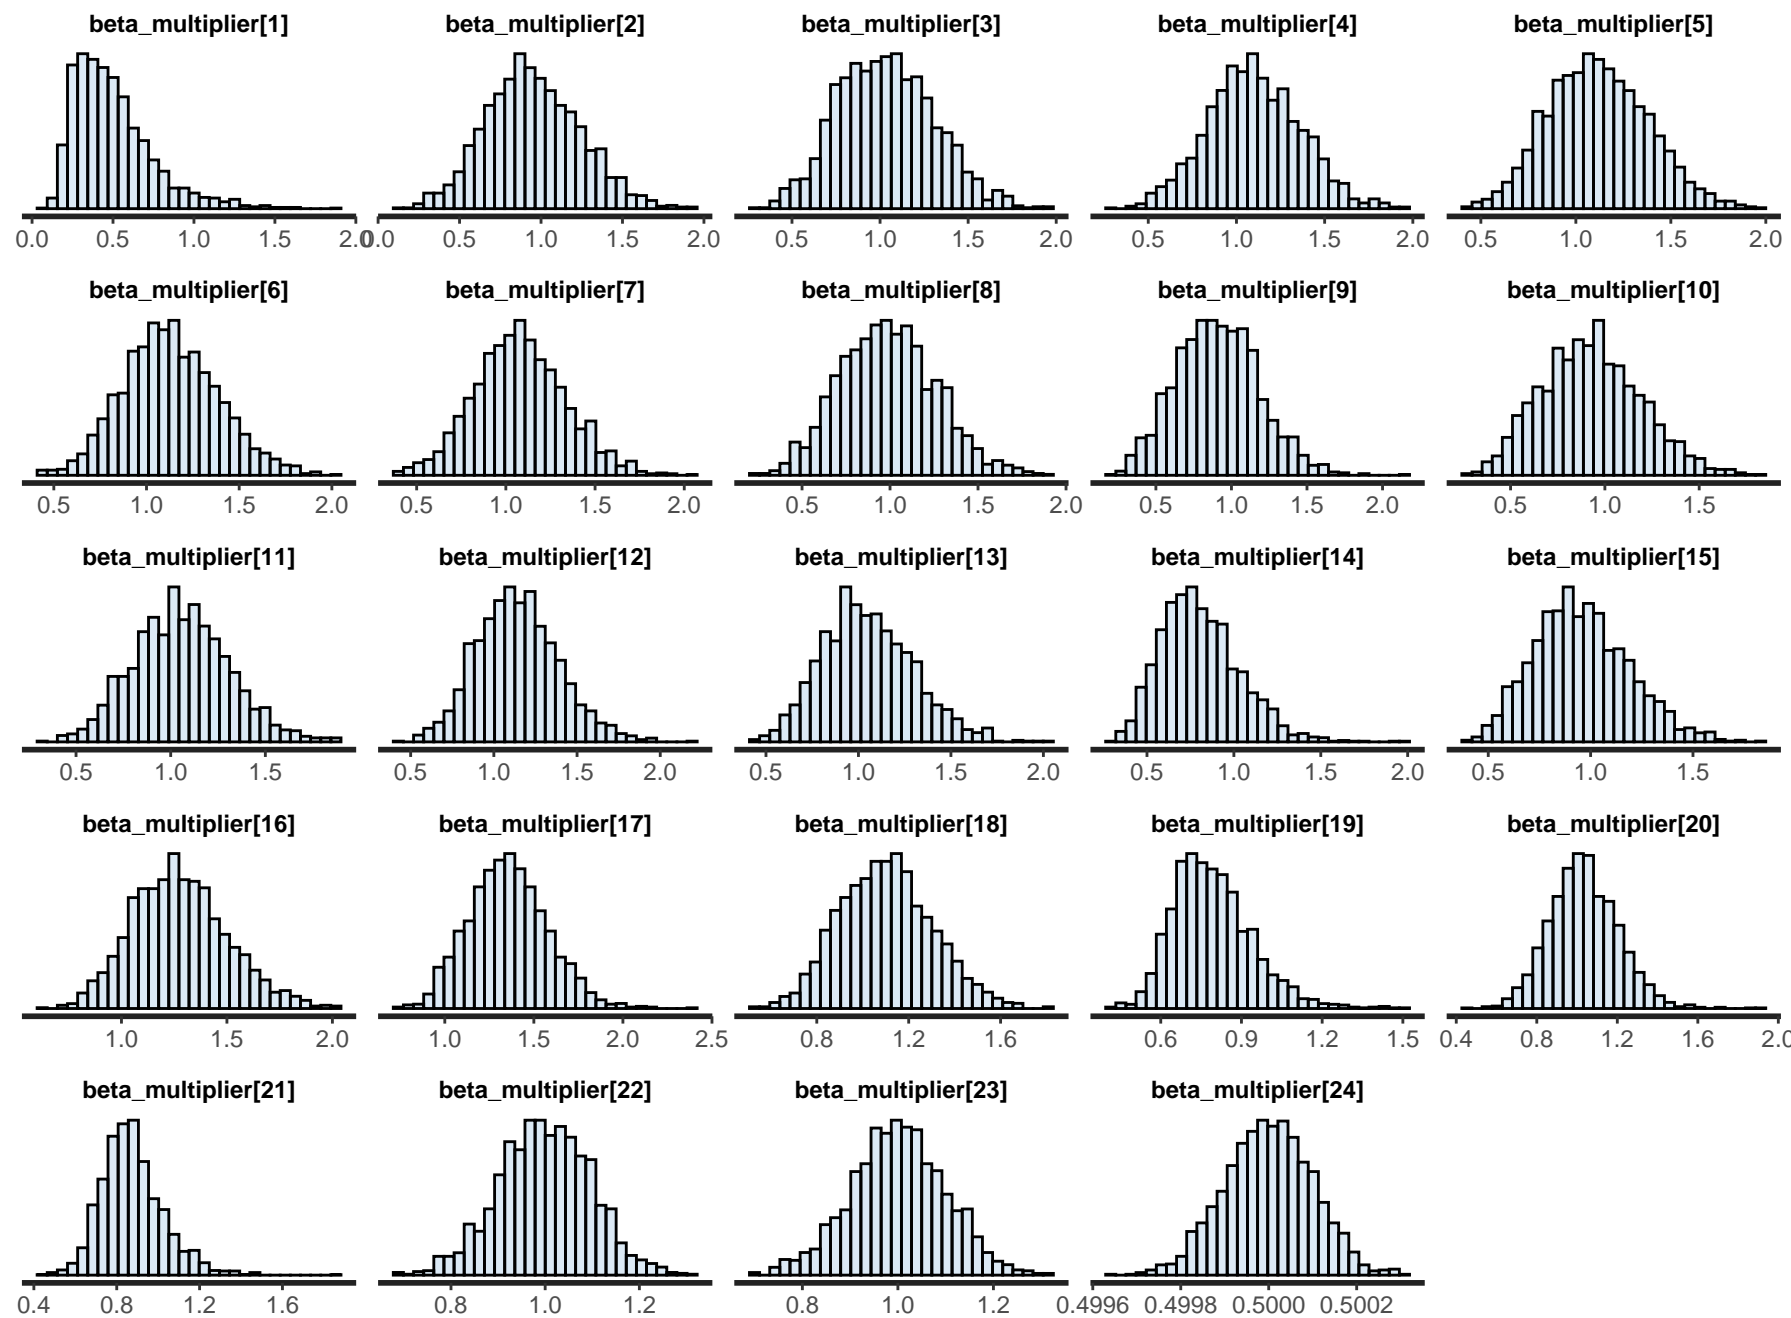 beta_multiplier[1] beta_multiplier[2] beta_multiplier[3] beta_multiplier[4] beta_multiplier[5]
0.0 0.5 1.0 1.5 2.0 0.0 0.5 1.0 1.5 2.0 0.5 1.0 1.5 2.0 0.5 1.0 1.5 2.0 0.5 1.0 1.5 2.0
beta_multiplier[6] beta_multiplier[7] beta_multiplier[8] beta_multiplier[9] beta_multiplier[10]
0.5 1.0 1.5 2.0 0.5 1.0 1.5 2.0 0.5 1.0 1.5 2.0 0.5 1.0 1.5 2.0 0.5 1.0 1.5
beta_multiplier[11] beta_multiplier[12] beta_multiplier[13] beta_multiplier[14] beta_multiplier[15]
0.5 1.0 1.5 0.5 1.0 1.5 2.0 0.5 1.0 1.5 2.0 0.5 1.0 1.5 2.0 0.5 1.0 1.5
beta_multiplier[16] beta_multiplier[17] beta_multiplier[18] beta_multiplier[19] beta_multiplier[20]
1.0 1.5 2.0 1.0 1.5 2.0 2.5 0.8 1.2 1.6 0.6 0.9 1.2 1.5 0.4 0.8 1.2 1.6 2.0
beta_multiplier[21] beta_multiplier[22] beta_multiplier[23] beta_multiplier[24]
0.4 0.8 1.2 1.6 0.8 1.0 1.2 0.8 1.0 1.2 0.4996 0.4998 0.5000 0.5002